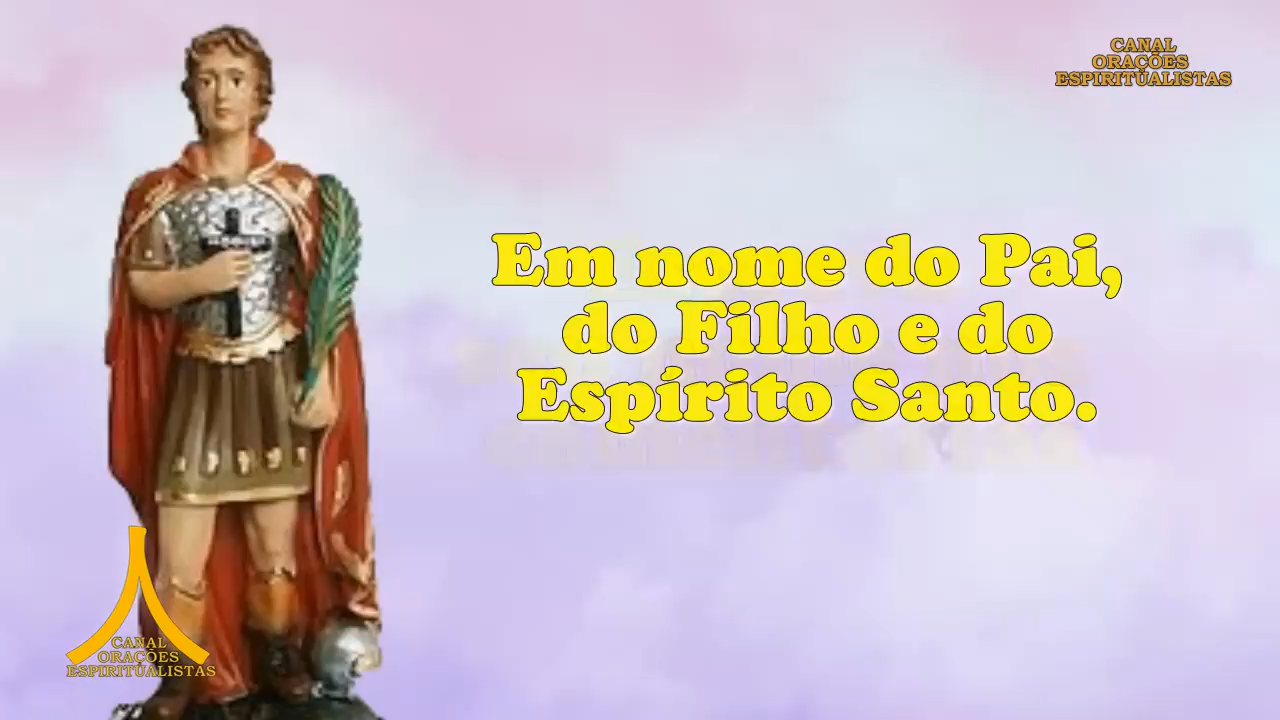 CANAL
ORAÇÕES
ESPIRITUALISTAS
Em nome do Pai,
do Filho e do
Espírito Santo.
CANAL
ORAÇÕES
ESPIRITUALISTAS